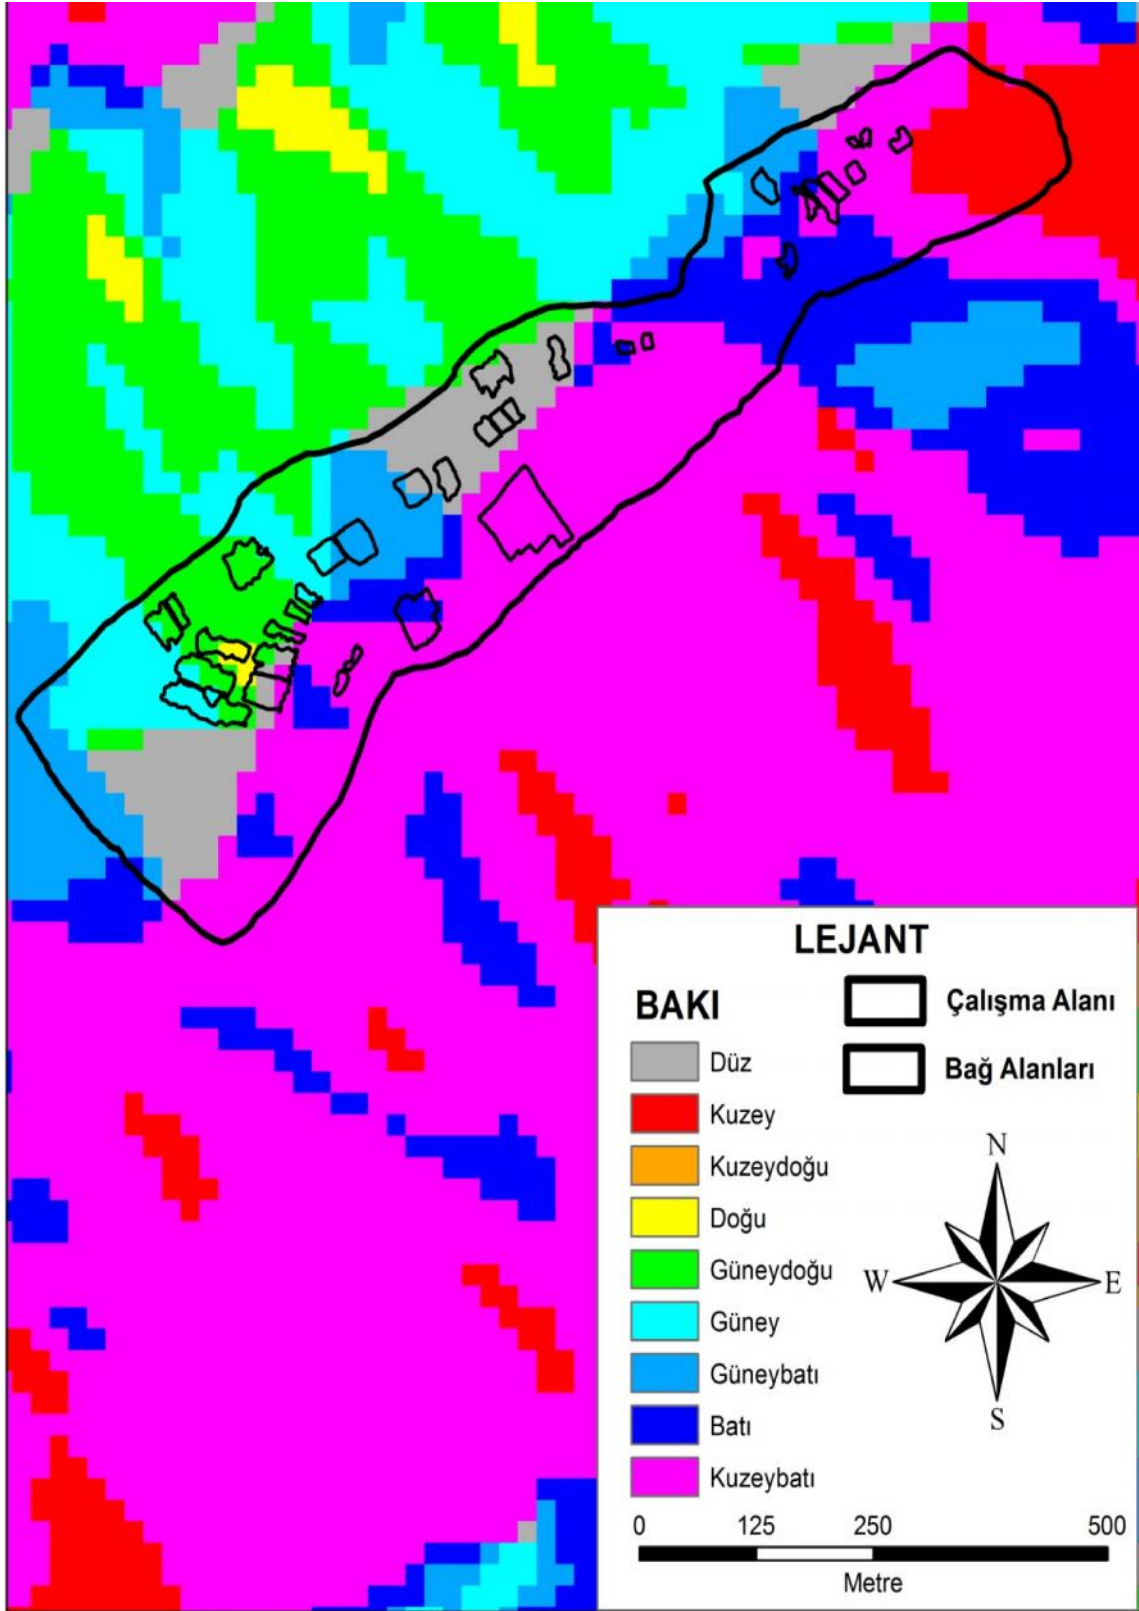 LEJANT
BAKI
Çalışma Alanı
Bağ Alanları
Düz
Kuzey
Kuzeydoğu
Doğu
Güneydoğu
Güney
Güneybatı
Batı
Kuzeybatı
N
W
E
S
0 125 250 500
Metre